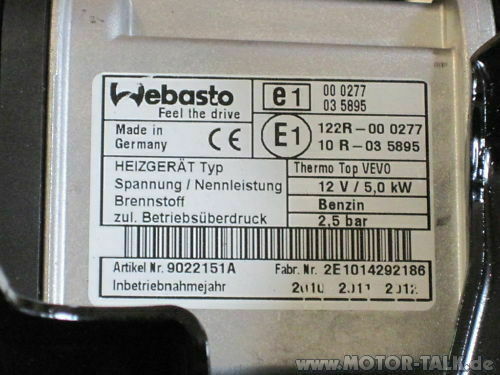 Webasto
Feel the drive
e1 00 0277
03 5895
Made in
Germany
CE
E1 122R-00 0277
10 R-03 5895
HEIZGERÄT Typ Thermo Top VEVO
Spannung / Nennleistung 12 V / 5,0 kW
Brennstoff Benzin
zul. Betriebsüberdruck 2,5 bar
Artikel Nr. 9022151A Fabr. Nr. 2E1014292186
Inbetriebnahmejahr 2010 2011 2012
www.MOTOR-TALK.de